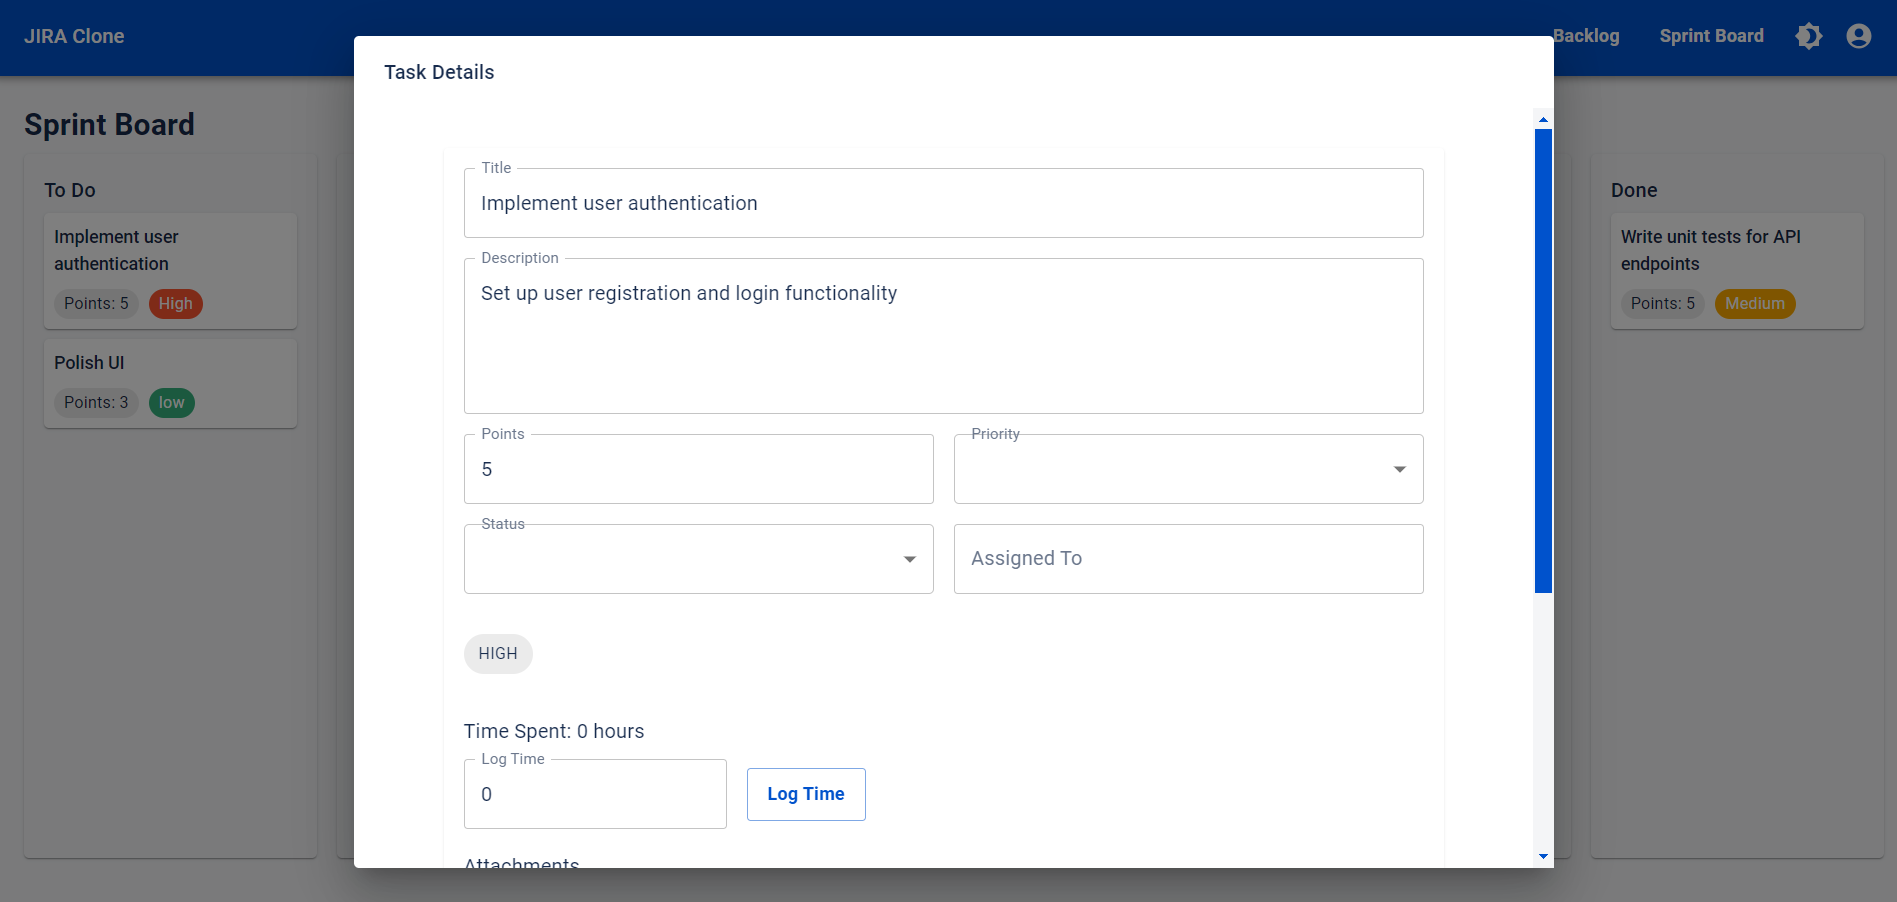 JIRA Clone
Backlog
Sprint Board
Sprint Board
To Do
Implement user
authentication
Points: 5
High
Polish UI
Points: 3
low
Task Details
Title
Implement user authentication
Description
Set up user registration and login functionality
Points
5
Priority
Status
Assigned To
HIGH
Time Spent: 0 hours
Log Time
0
Log Time
Attachments
Done
Write unit tests for API
endpoints
Points: 5
Medium